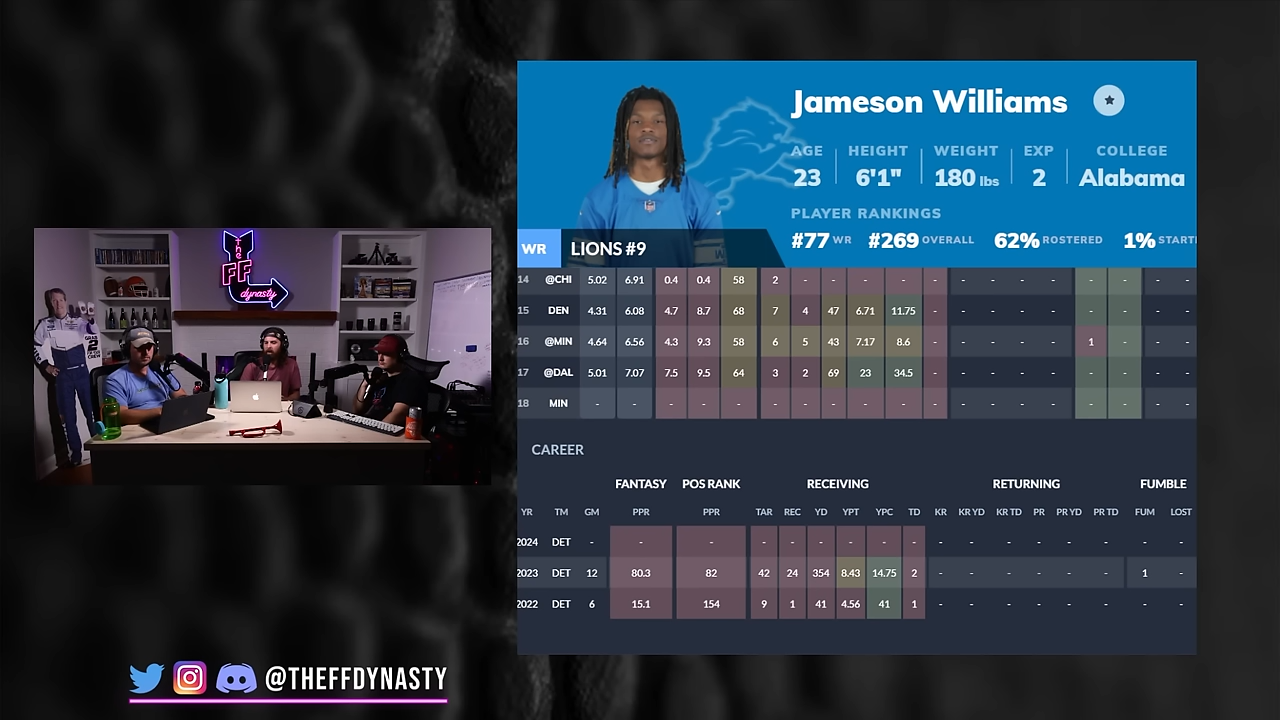 Jameson Williams
AGE HEIGHT WEIGHT EXP COLLEGE
23 6'1" 180 lbs 2 Alabama
PLAYER RANKINGS
#77 WR #269 OVERALL 62% ROSTERED 1% STARTI
WR LIONS #9
14 @CHI 5.02 6.91 0.4 0.4 58 2 - - - - - - - - - - - - - -
15 DEN 4.31 6.08 4.7 8.7 68 7 4 47 6.71 11.75 - - - - - - - - -
16 @MIN 4.64 6.56 4.3 9.3 58 6 5 43 7.17 8.6 - - - - - 1 - - -
17 @DAL 5.01 7.07 7.5 9.5 64 3 2 69 23 34.5 - - - - - - - - -
18 MIN - - - - - - - - - - - - - - - - - - -
CAREER
FANTASY POS RANK RECEIVING RETURNING FUMBLE
YR TM GM PPR PPR TAR REC YD YPT YPC TD KR KR YD KR TD PR PR YD PR TD FUM LOST
2024 DET - - - - - - - - - - - - - - - - -
2023 DET 12 80.3 82 42 24 354 8.43 14.75 2 - - - - - - 1 -
2022 DET 6 15.1 154 9 1 41 4.56 41 1 - - - - - - - -
the
FF
dynasty
@THEFFDYNASTY